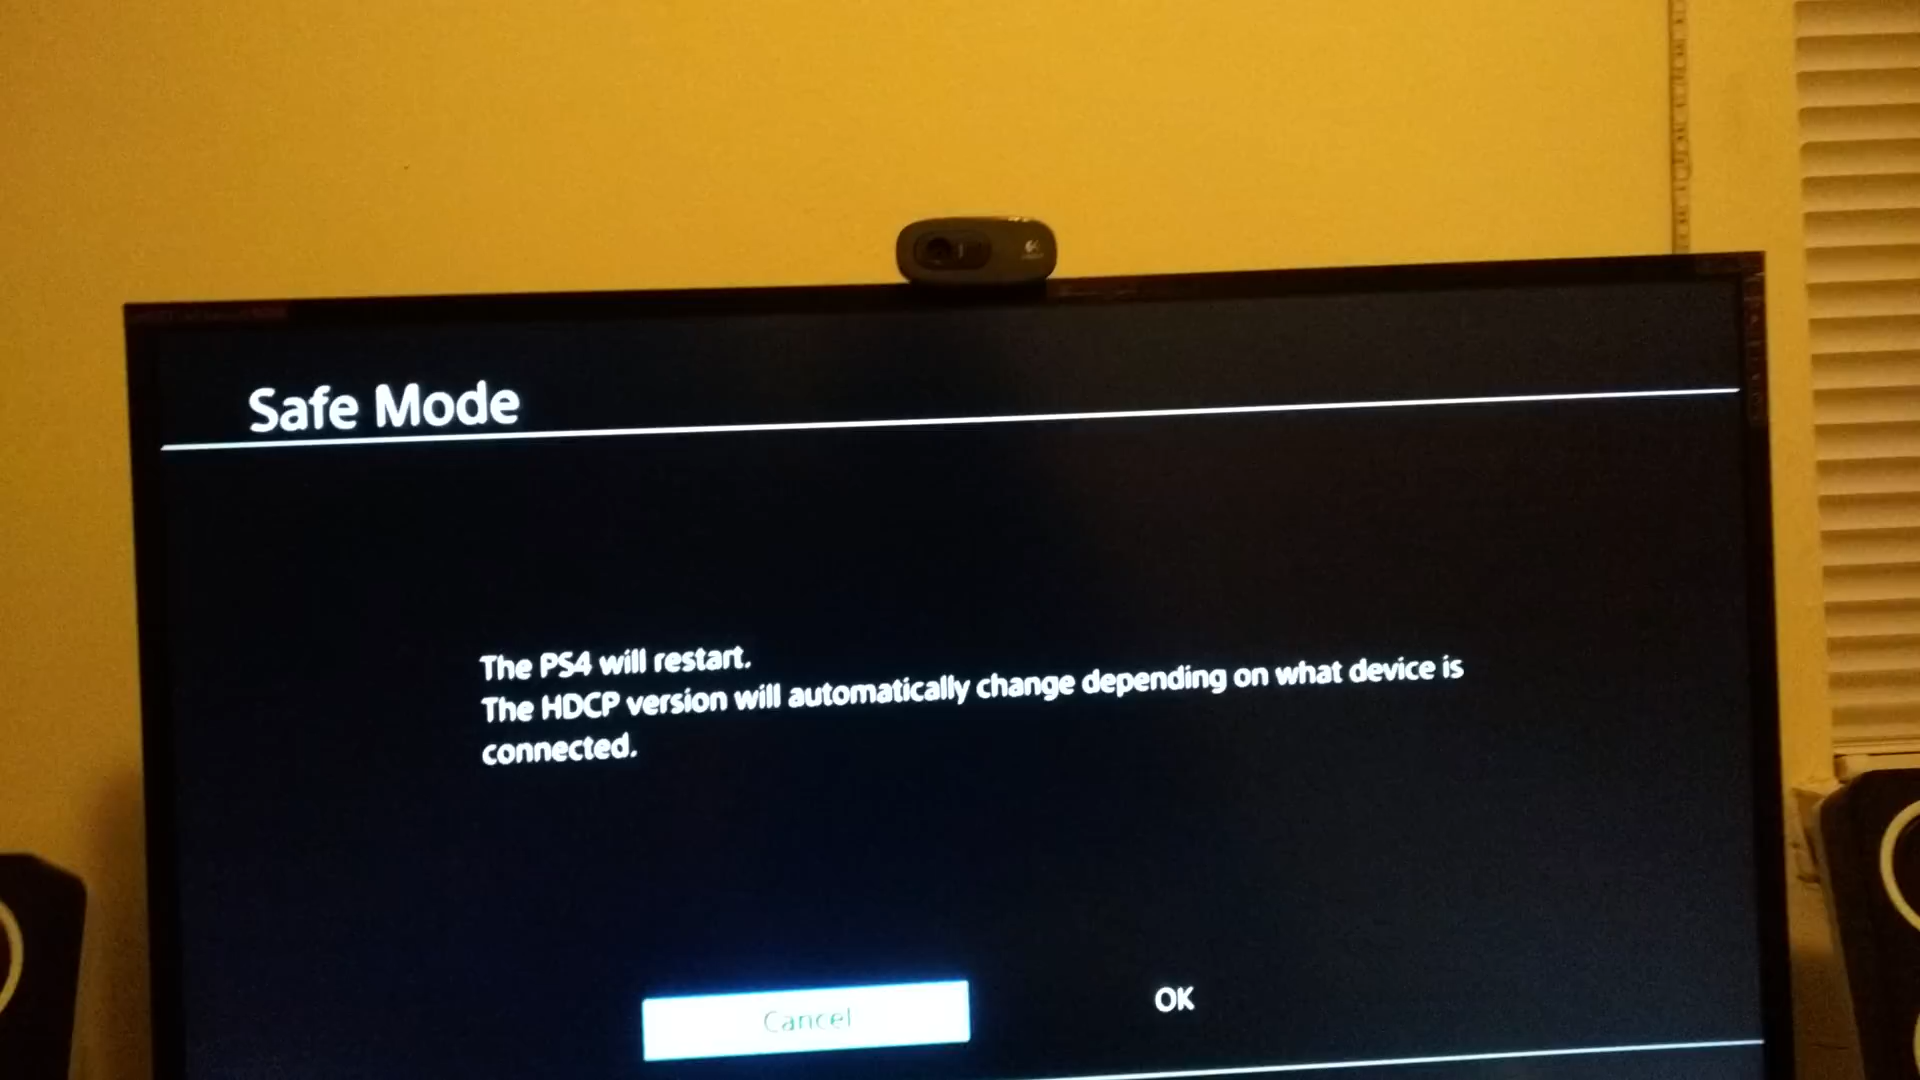 Safe Mode
The PS4 will restart.
The HDCP version will automatically change depending on what device is
connected.
Cancel
OK